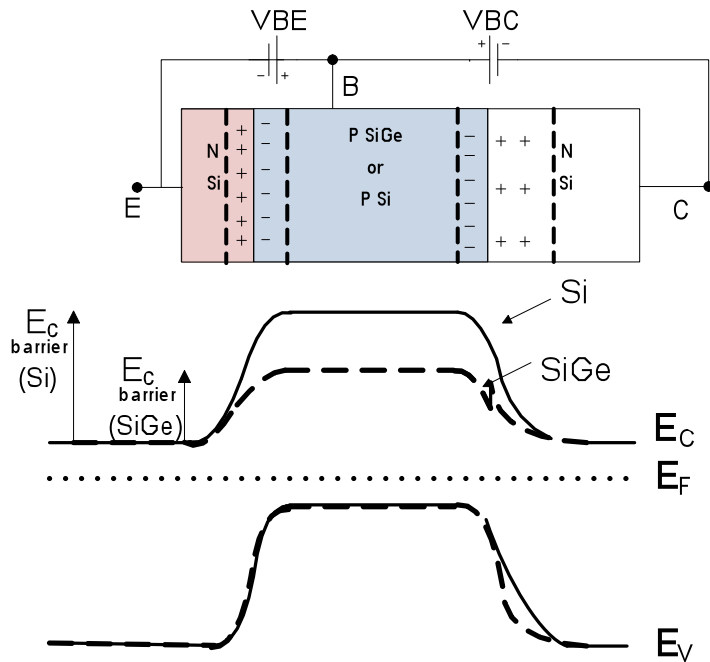 VBE
VBC
- +
+ -
B
N
Si
+ + + + + +
- - - - - -
P SiGe
or
P Si
- - - - - -
+ +
+ +
+ +
N
Si
E
C
Si
SiGe
EC
barrier
(Si)
EC
barrier
(SiGe)
EC
EF
EV